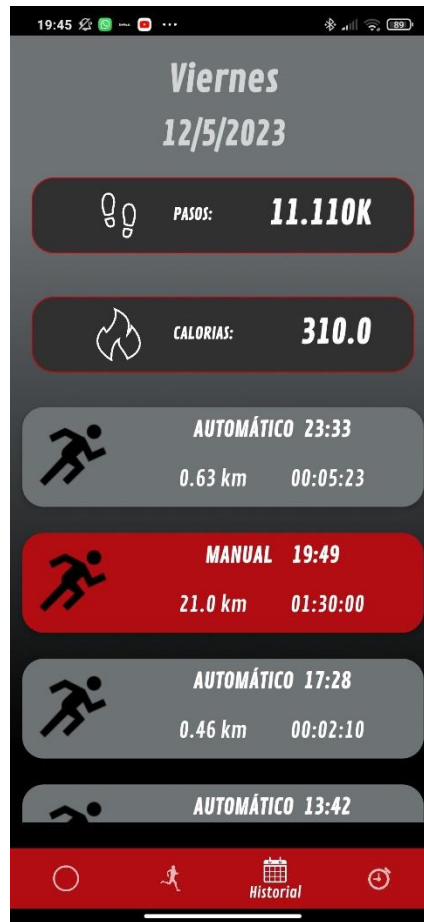 19:45 89
Viernes
12/5/2023
PASOS: 11.110K
CALORIAS: 310.0
AUTOMÁTICO 23:33
0.63 km 00:05:23
MANUAL 19:49
21.0 km 01:30:00
AUTOMÁTICO 17:28
0.46 km 00:02:10
AUTOMÁTICO 13:42
Historial